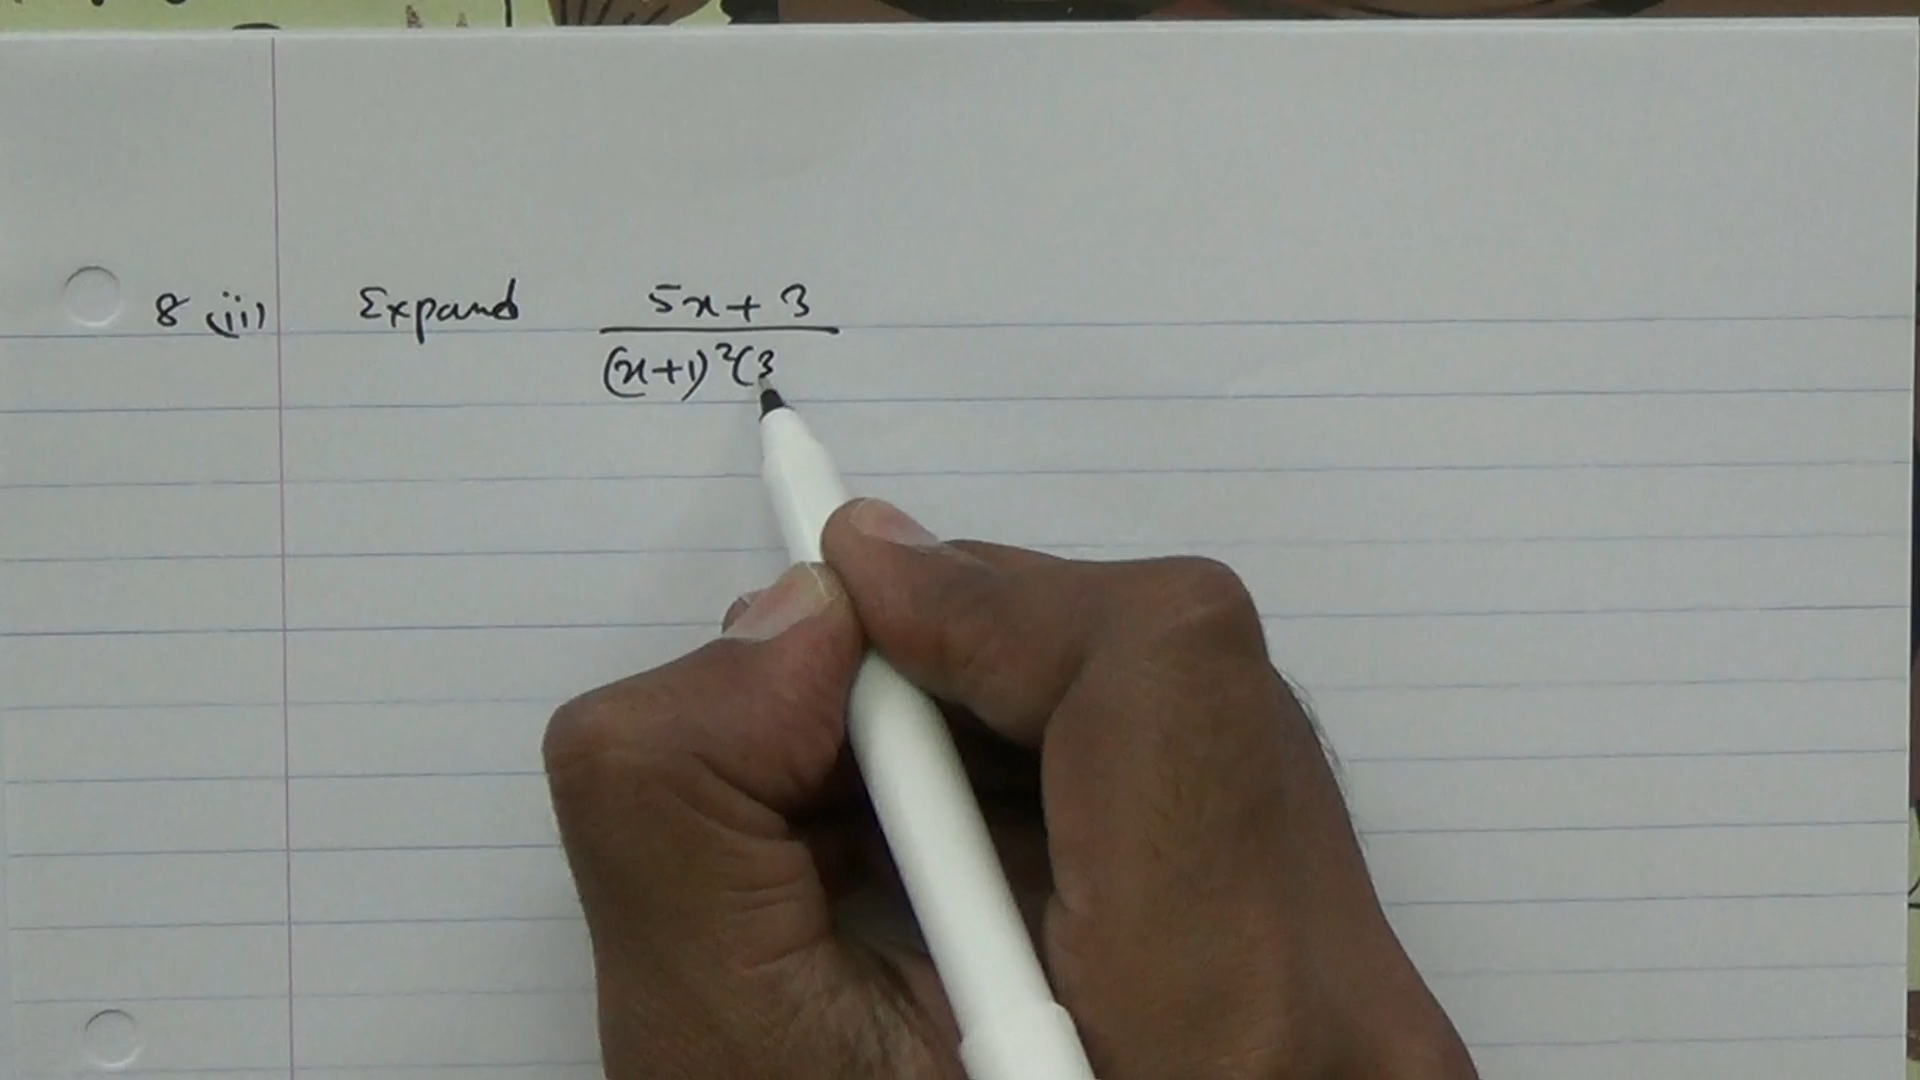 8 (ii) Expand 5x + 3
(x+1)²(3